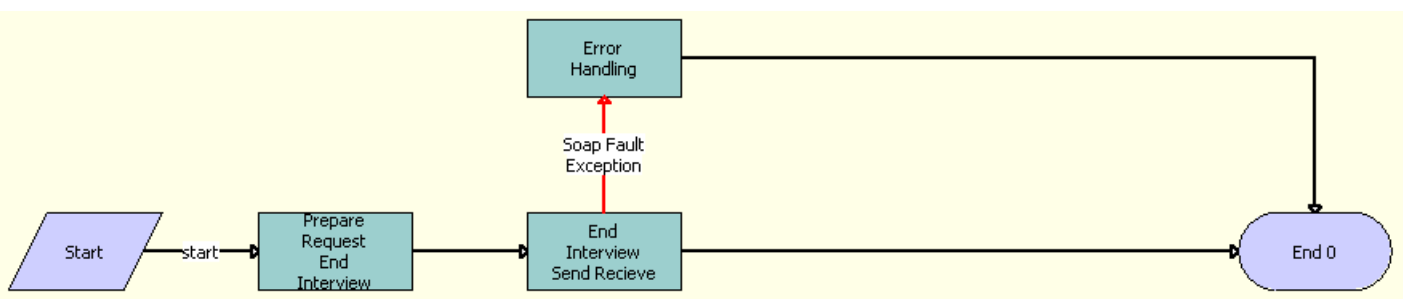 Error
Handling
Soap Fault
Exception
Start
start
Prepare
Request
End
Interview
End
Interview
Send Recieve
End 0